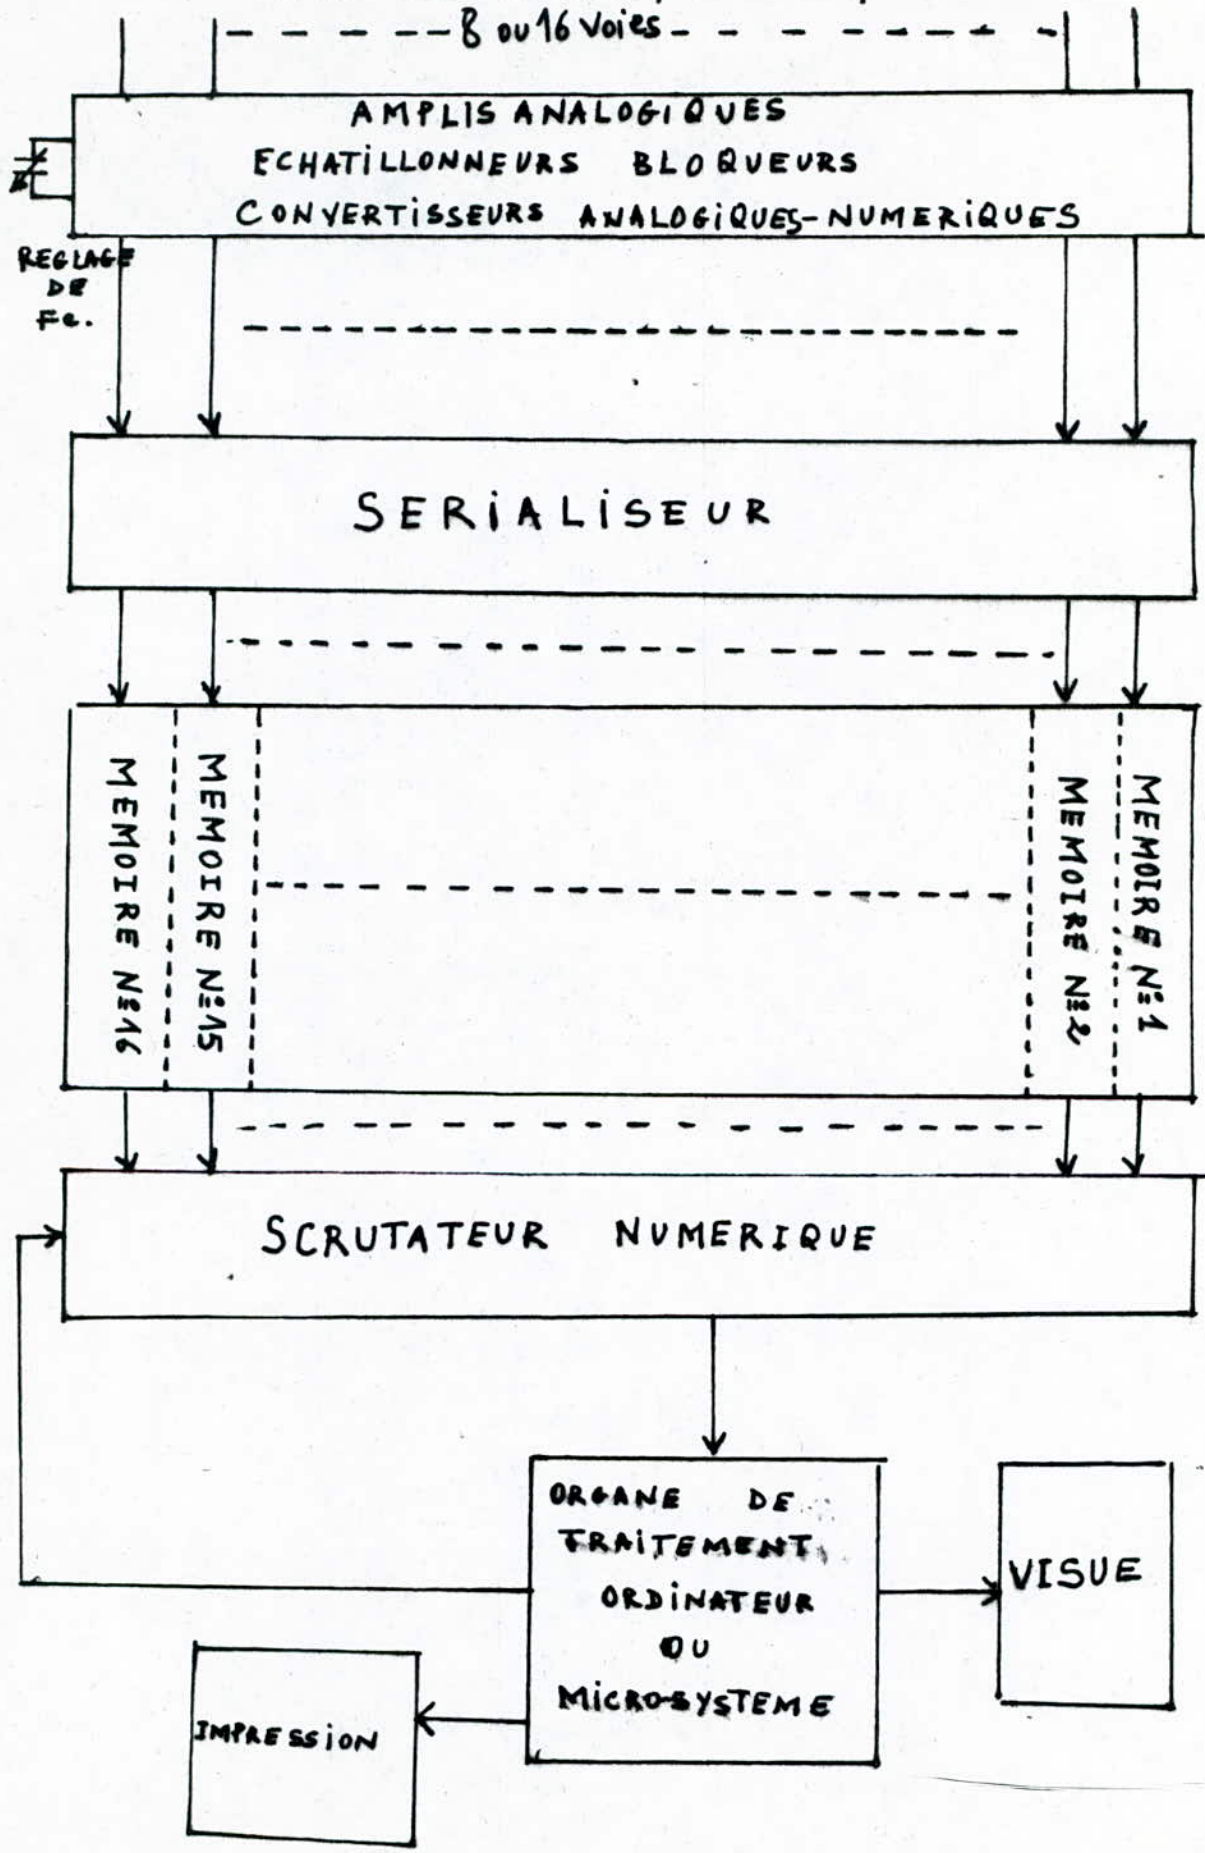 8 ou 16 voies
AMPLIS ANALOGIQUES
ECHATILLONNEURS BLOQUEURS
CONVERTISSEURS ANALOGIQUES-NUMERIQUES
REGLAGE
DE
Fe.
SERIALISEUR
MEMOIRE N°16
MEMOIRE N°15
MEMOIRE N°2
MEMOIRE N°1
SCRUTATEUR NUMERIQUE
ORGANE DE
TRAITEMENT
ORDINATEUR
OU
MICRO-SYSTEME
VISUE
IMPRESSION